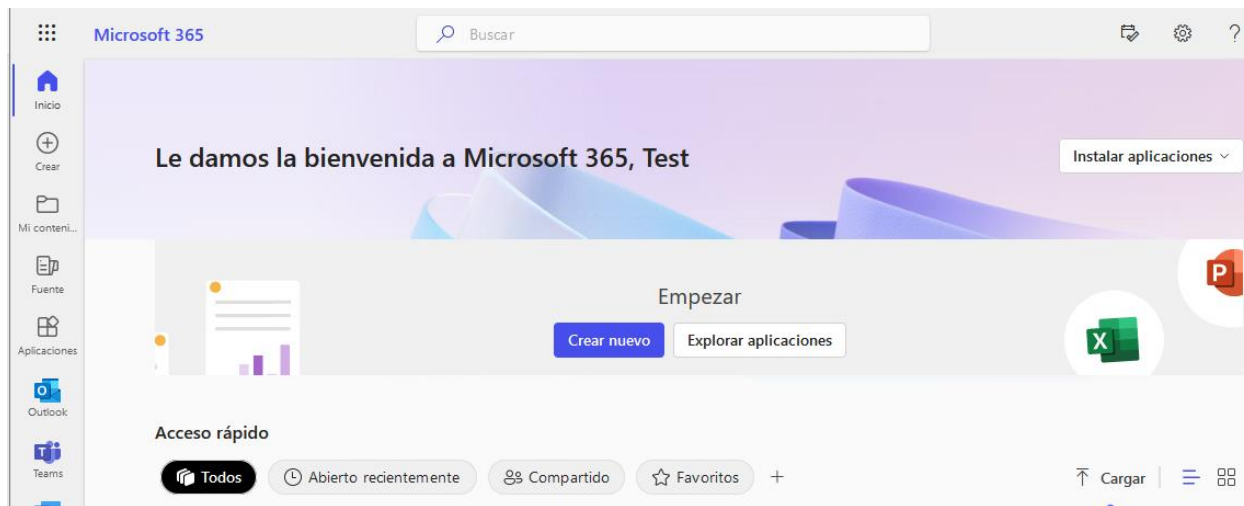 Microsoft 365
Buscar
Inicio
Crear
Mi conteni...
Fuente
Aplicaciones
Outlook
Teams
Le damos la bienvenida a Microsoft 365, Test
Instalar aplicaciones
Empezar
Crear nuevo
Explorar aplicaciones
Acceso rápido
Todos
Abierto recientemente
Compartido
Favoritos
Cargar